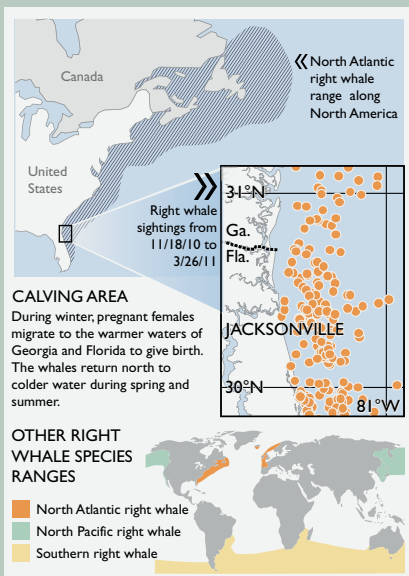 Canada
North Atlantic
right whale
range along
North America
United
States
Right whale
sightings from
11/18/10 to
3/26/11
31°N
Ga.
Fla.
JACKSONVILLE
30°N
81°W
CALVING AREA
During winter, pregnant females
migrate to the warmer waters of
Georgia and Florida to give birth.
The whales return north to
colder water during spring and
summer.
OTHER RIGHT
WHALE SPECIES
RANGES
North Atlantic right whale
North Pacific right whale
Southern right whale